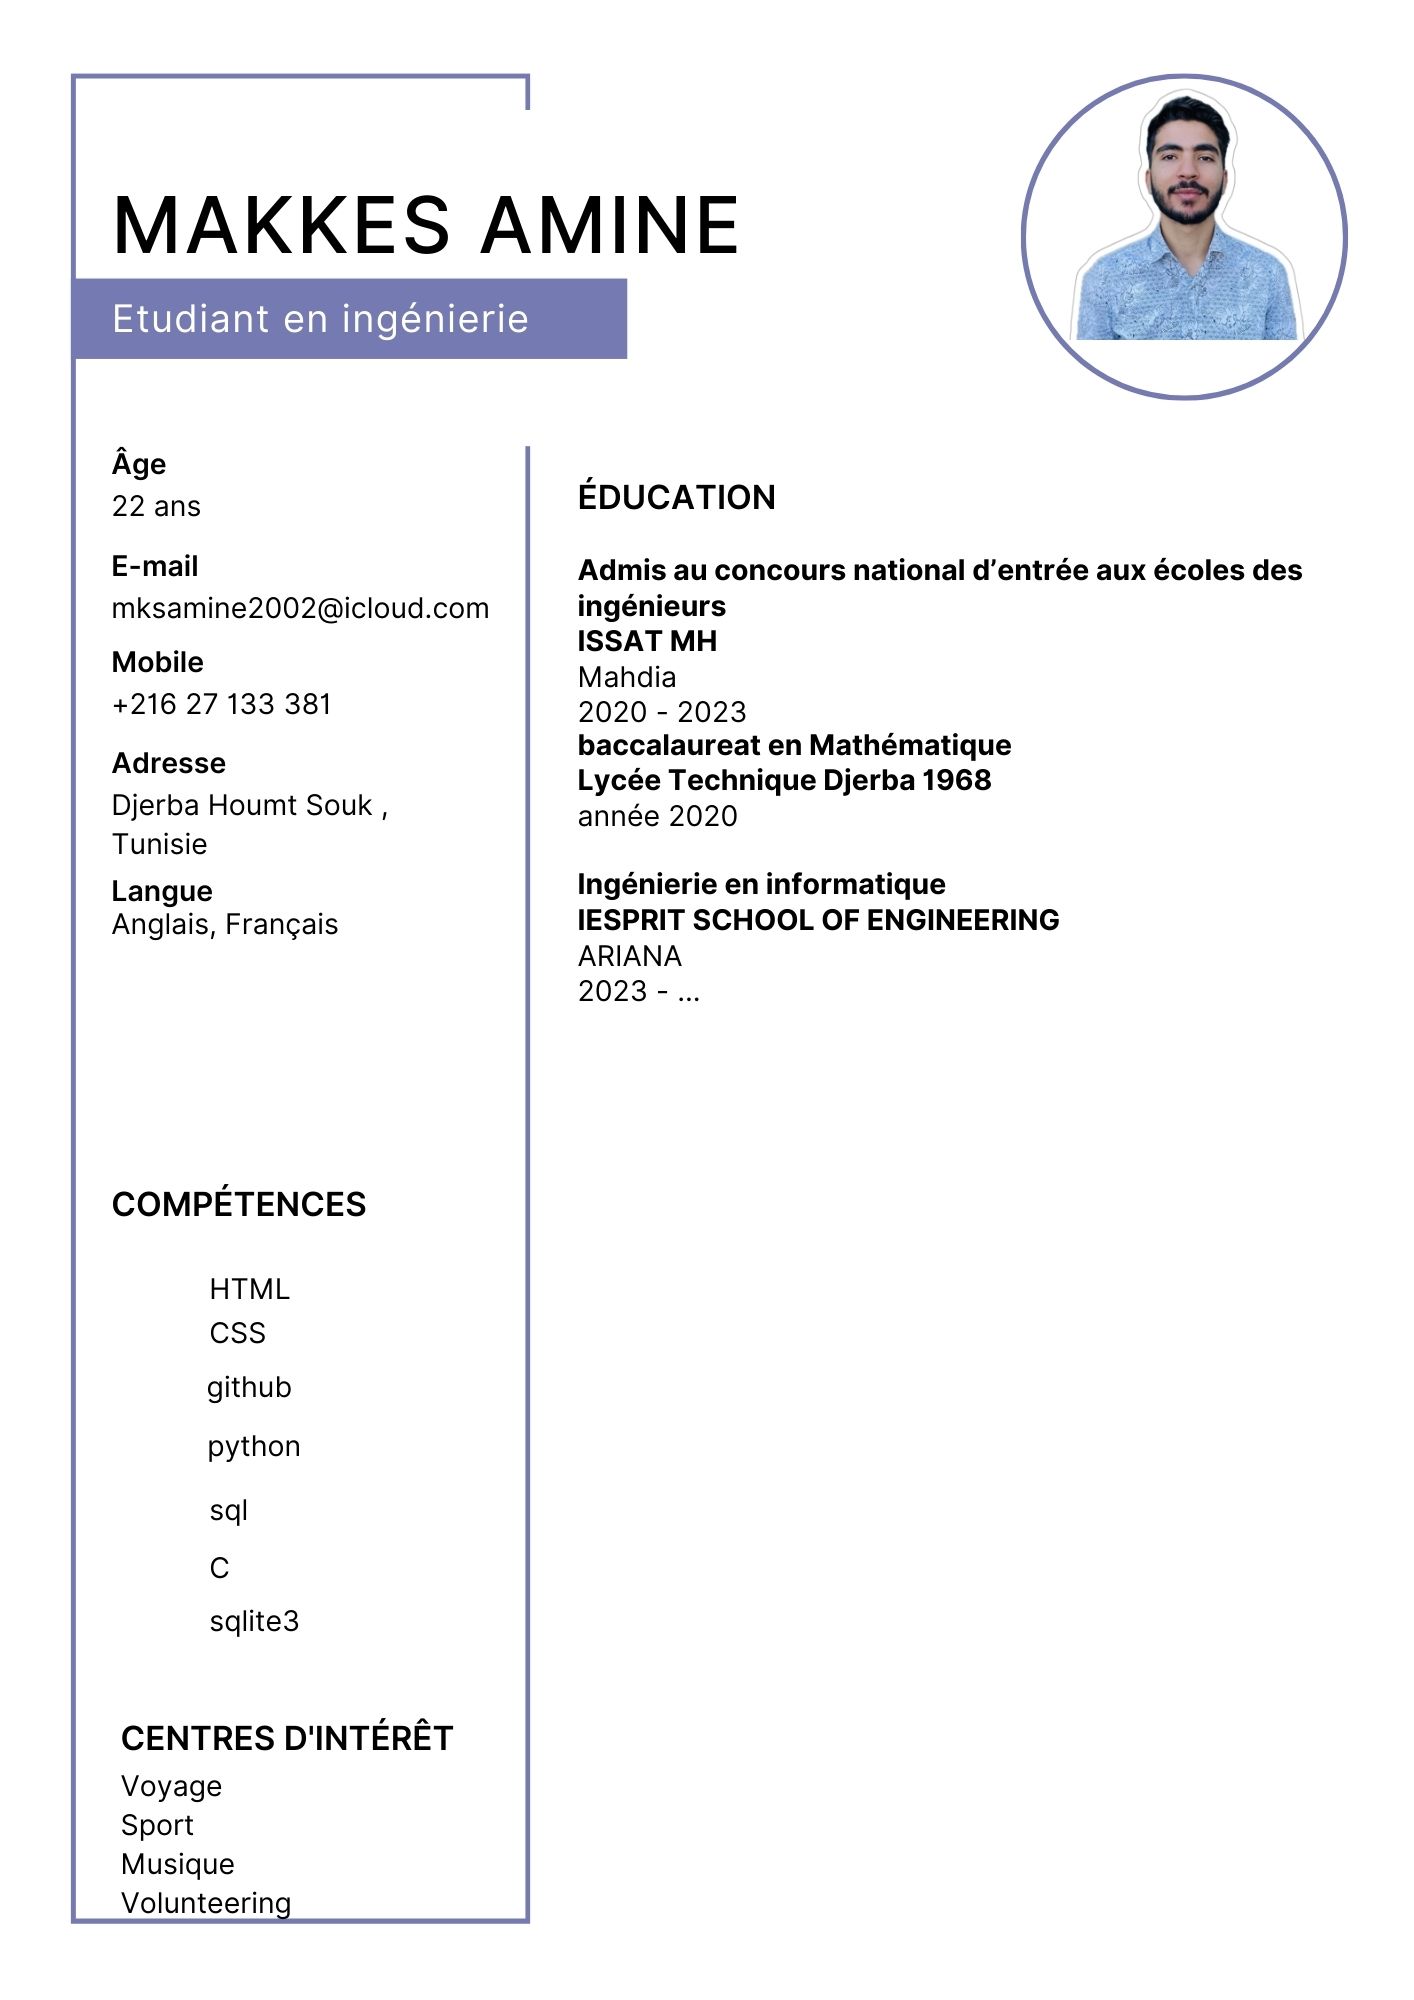 MAKKES AMINE
Etudiant en ingénierie
Âge
22 ans
E-mail
mksamine2002@icloud.com
Mobile
+216 27 133 381
Adresse
Djerba Houmt Souk ,
Tunisie
Langue
Anglais, Français
COMPÉTENCES
HTML
CSS
github
python
sql
C
sqlite3
CENTRES D'INTÉRÊT
Voyage
Sport
Musique
Volunteering
ÉDUCATION
Admis au concours national d’entrée aux écoles des
ingénieurs
ISSAT MH
Mahdia
2020 - 2023
baccalaureat en Mathématique
Lycée Technique Djerba 1968
année 2020
Ingénierie en informatique
IESPRIT SCHOOL OF ENGINEERING
ARIANA
2023 - ...